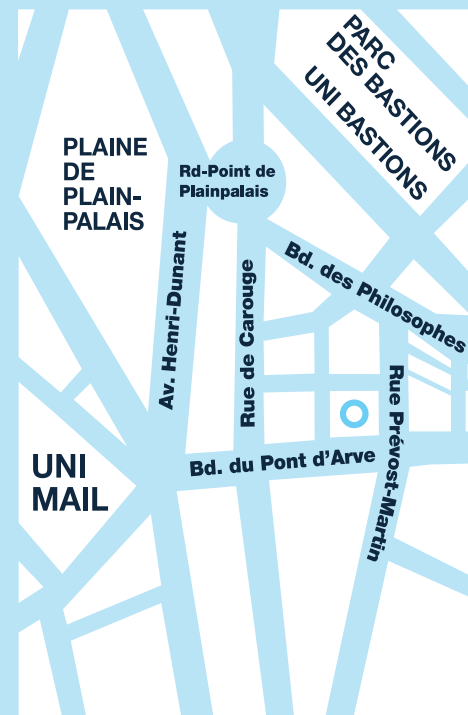 PARC
DES BASTIONS
UNI BASTIONS
PLAINE
DE
PLAIN-
PALAIS
Rd-Point de
Plainpalais
Av. Henri-Dunant
Rue de Carouge
Bd. des Philosophes
Rue Prévost-Martin
Bd. du Pont d’Arve
UNI
MAIL